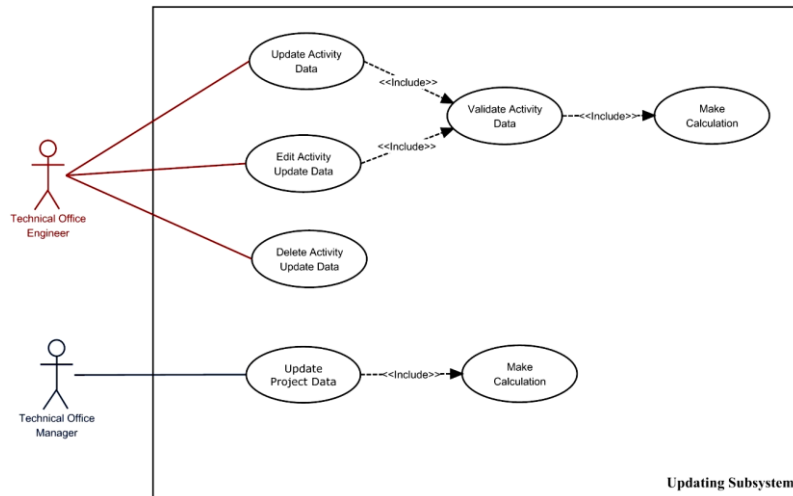 Update Activity
Data
<<Include>>
Validate Activity
Data
<<Include>>
Make
Calculation
Edit Activity
Update Data
<<Include>>
Technical Office
Engineer
Delete Activity
Update Data
Update
Project Data
<<Include>>
Make
Calculation
Technical Office
Manager
Updating Subsystem